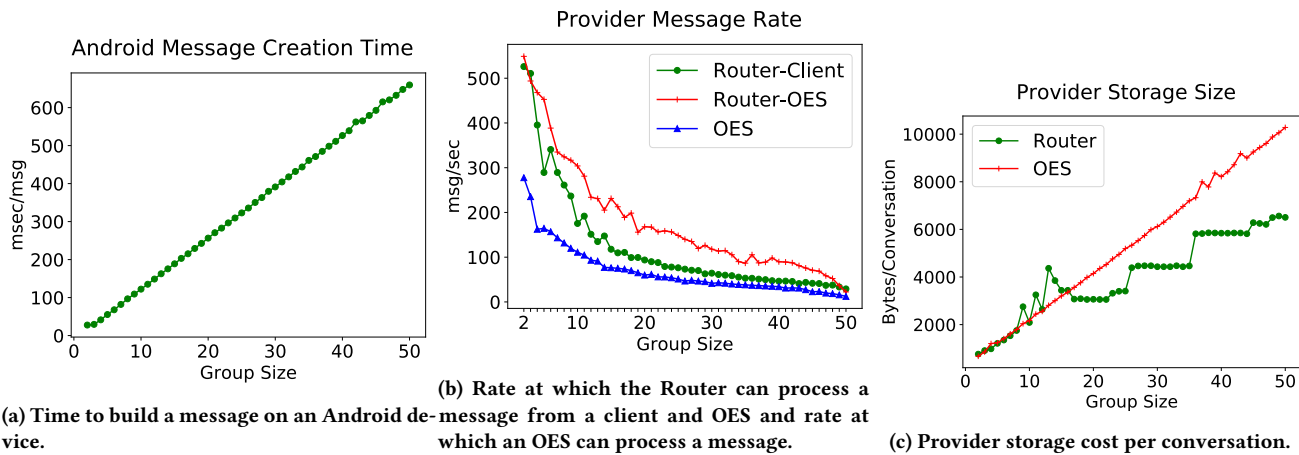 Android Message Creation Time
msec/msg
600
500
400
300
200
100
0
0 10 20 30 40 50
Group Size
(a) Time to build a message on an Android de-
vice.
Provider Message Rate
msg/sec
500
400
300
200
100
0
Router-Client
Router-OES
OES
2 10 20 30 40 50
Group Size
(b) Rate at which the Router can process a
message from a client and OES and rate at
which an OES can process a message.
Provider Storage Size
Bytes/Conversation
10000
8000
6000
4000
2000
Router
OES
0 10 20 30 40 50
Group Size
(c) Provider storage cost per conversation.